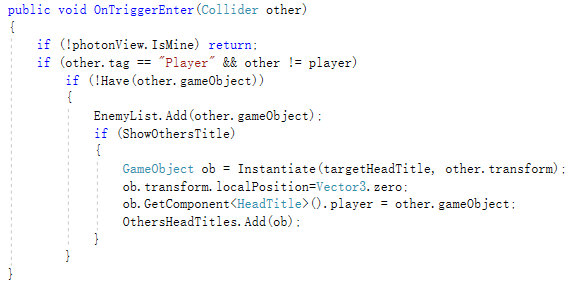 public void OnTriggerEnter(Collider other)
{
if (!photonView.IsMine) return;
if (other.tag == "Player" && other != player)
if (!Have(other.gameObject))
{
EnemyList.Add(other.gameObject);
if (ShowOthersTitle)
{
GameObject ob = Instantiate(targetHeadTitle, other.transform);
ob.transform.localPosition=Vector3.zero;
ob.GetComponent<HeadTitle>().player = other.gameObject;
OthersHeadTitles.Add(ob);
}
}
}